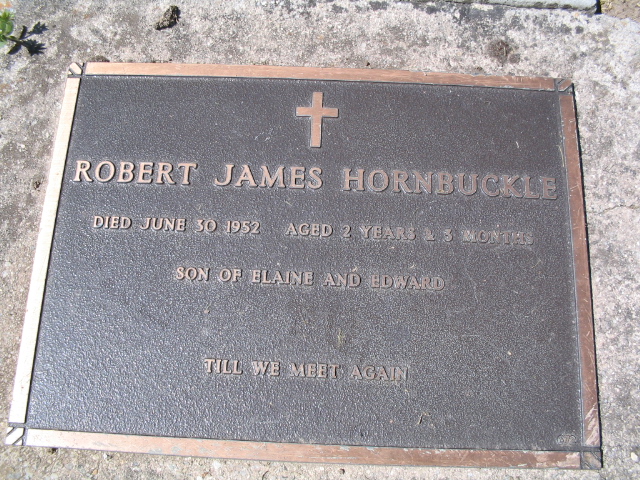 ROBERT JAMES HORNBUCKLE
DIED JUNE 30 1952 AGED 2 YEARS & 3 MONTHS
SON OF ELAINE AND EDWARD
TILL WE MEET AGAIN